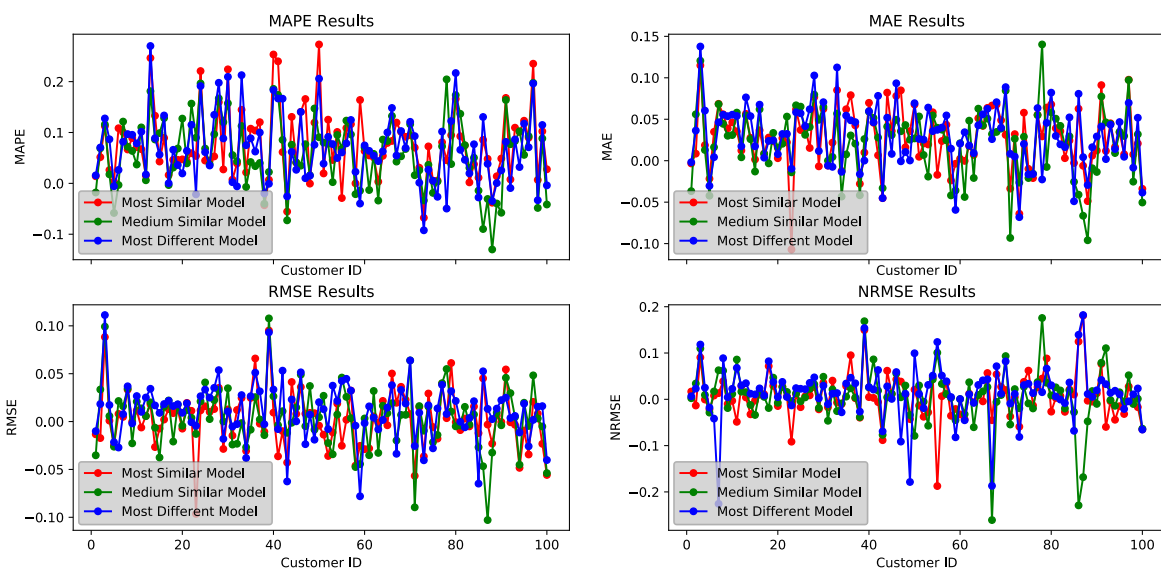 MAPE Results
MAPE
0.2
0.1
0.0
−0.1
Most Similar Model
Medium Similar Model
Most Different Model
Customer ID
MAE Results
MAE
0.15
0.10
0.05
0.00
−0.05
−0.10
Most Similar Model
Medium Similar Model
Most Different Model
Customer ID
RMSE Results
RMSE
0.10
0.05
0.00
−0.05
−0.10
Most Similar Model
Medium Similar Model
Most Different Model
0 20 40 60 80 100
Customer ID
NRMSE Results
NRMSE
0.2
0.1
0.0
−0.1
−0.2
Most Similar Model
Medium Similar Model
Most Different Model
0 20 40 60 80 100
Customer ID